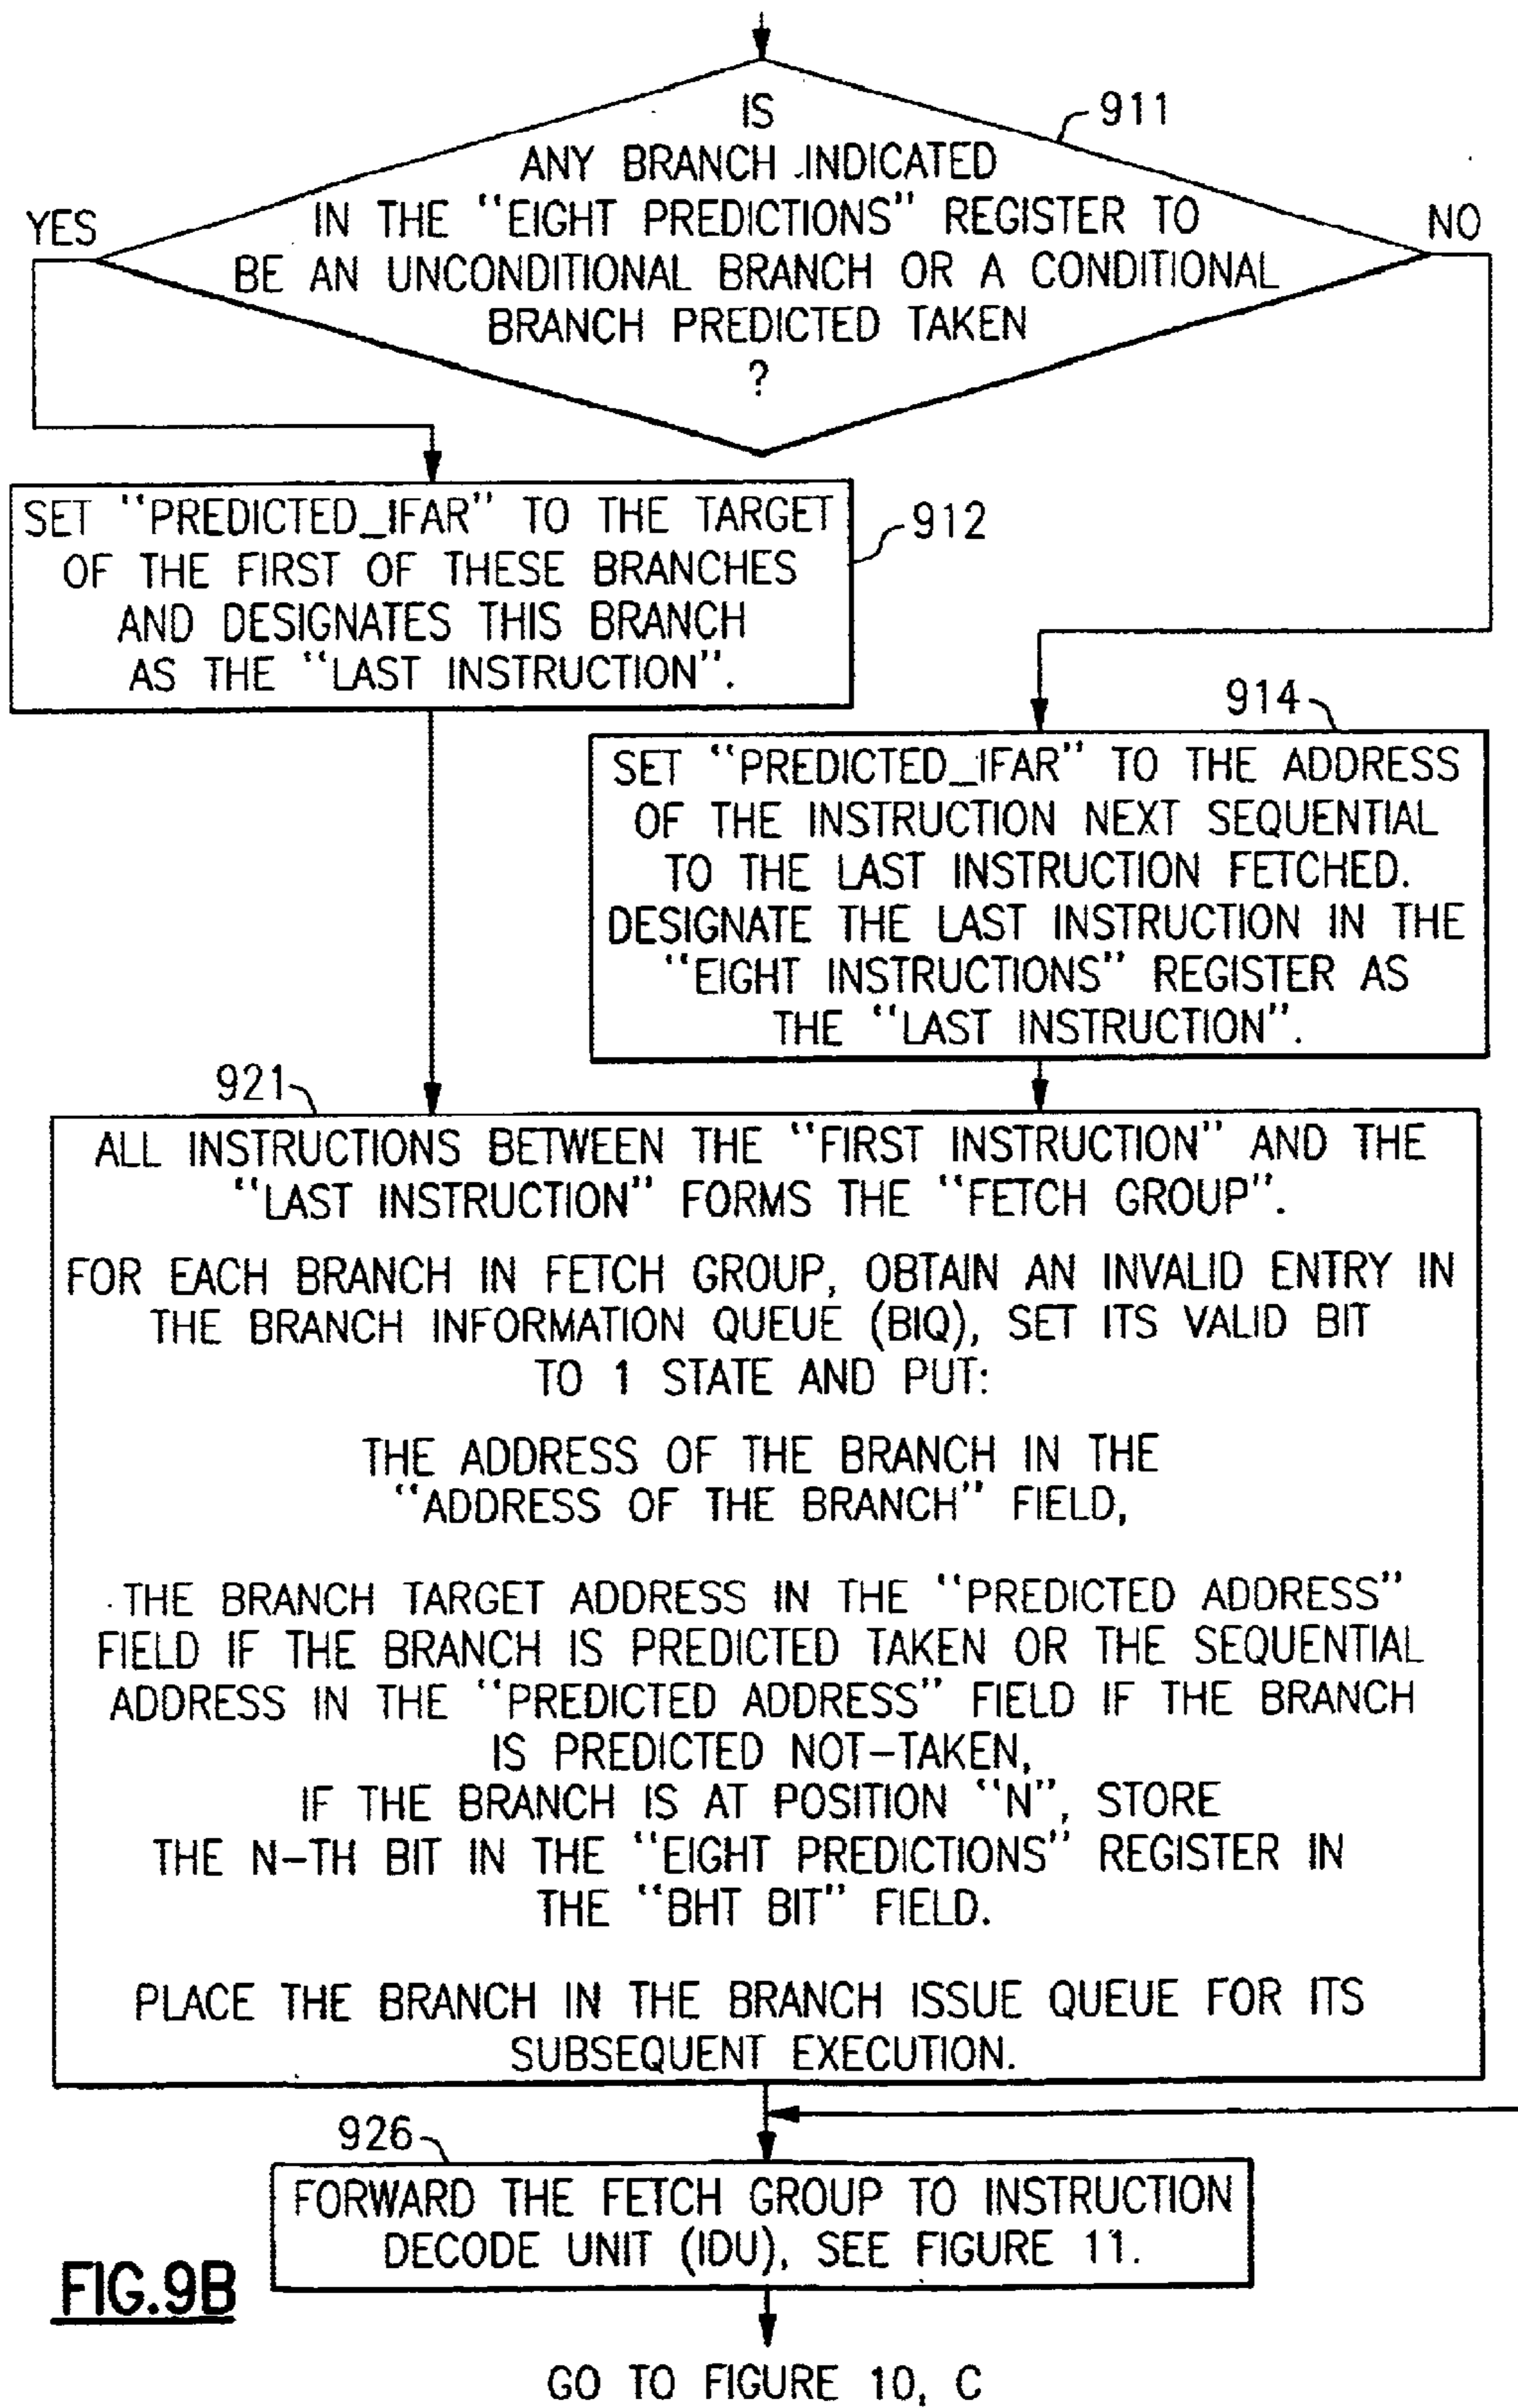 IS
911
ANY BRANCH INDICATED
IN THE "EIGHT PREDICTIONS" REGISTER TO
YES
NO
BE AN UNCONDITIONAL BRANCH OR A CONDITIONAL
BRANCH PREDICTED TAKEN
?
SET "PREDICTED_IFAR" TO THE TARGET
OF THE FIRST OF THESE BRANCHES
AND DESIGNATES THIS BRANCH
AS THE "LAST INSTRUCTION".
912
914
SET "PREDICTED_IFAR" TO THE ADDRESS
OF THE INSTRUCTION NEXT SEQUENTIAL
TO THE LAST INSTRUCTION FETCHED.
DESIGNATE THE LAST INSTRUCTION IN THE
"EIGHT INSTRUCTIONS" REGISTER AS
THE "LAST INSTRUCTION".
921
ALL INSTRUCTIONS BETWEEN THE "FIRST INSTRUCTION" AND THE
"LAST INSTRUCTION" FORMS THE "FETCH GROUP".
FOR EACH BRANCH IN FETCH GROUP, OBTAIN AN INVALID ENTRY IN
THE BRANCH INFORMATION QUEUE (BIQ), SET ITS VALID BIT
TO 1 STATE AND PUT:
THE ADDRESS OF THE BRANCH IN THE
"ADDRESS OF THE BRANCH" FIELD,
THE BRANCH TARGET ADDRESS IN THE "PREDICTED ADDRESS"
FIELD IF THE BRANCH IS PREDICTED TAKEN OR THE SEQUENTIAL
ADDRESS IN THE "PREDICTED ADDRESS" FIELD IF THE BRANCH
IS PREDICTED NOT-TAKEN,
IF THE BRANCH IS AT POSITION "N", STORE
THE N-TH BIT IN THE "EIGHT PREDICTIONS" REGISTER IN
THE "BHT BIT" FIELD.
PLACE THE BRANCH IN THE BRANCH ISSUE QUEUE FOR ITS
SUBSEQUENT EXECUTION.
926
FORWARD THE FETCH GROUP TO INSTRUCTION
DECODE UNIT (IDU), SEE FIGURE 11.
FIG.9B
GO TO FIGURE 10, C